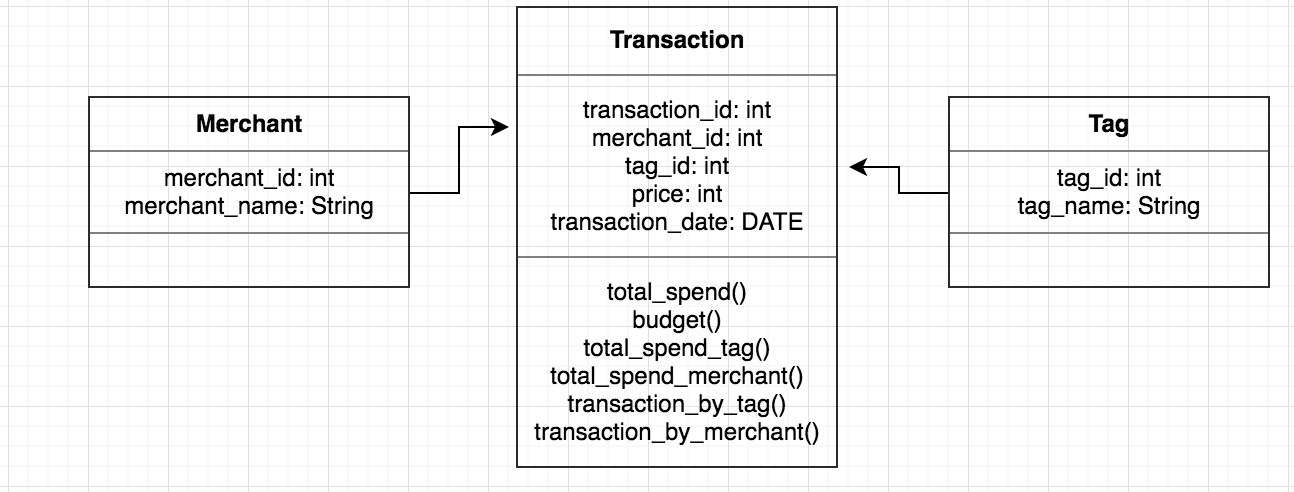 Merchant
merchant_id: int
merchant_name: String
Transaction
transaction_id: int
merchant_id: int
tag_id: int
price: int
transaction_date: DATE
total_spend()
budget()
total_spend_tag()
total_spend_merchant()
transaction_by_tag()
transaction_by_merchant()
Tag
tag_id: int
tag_name: String